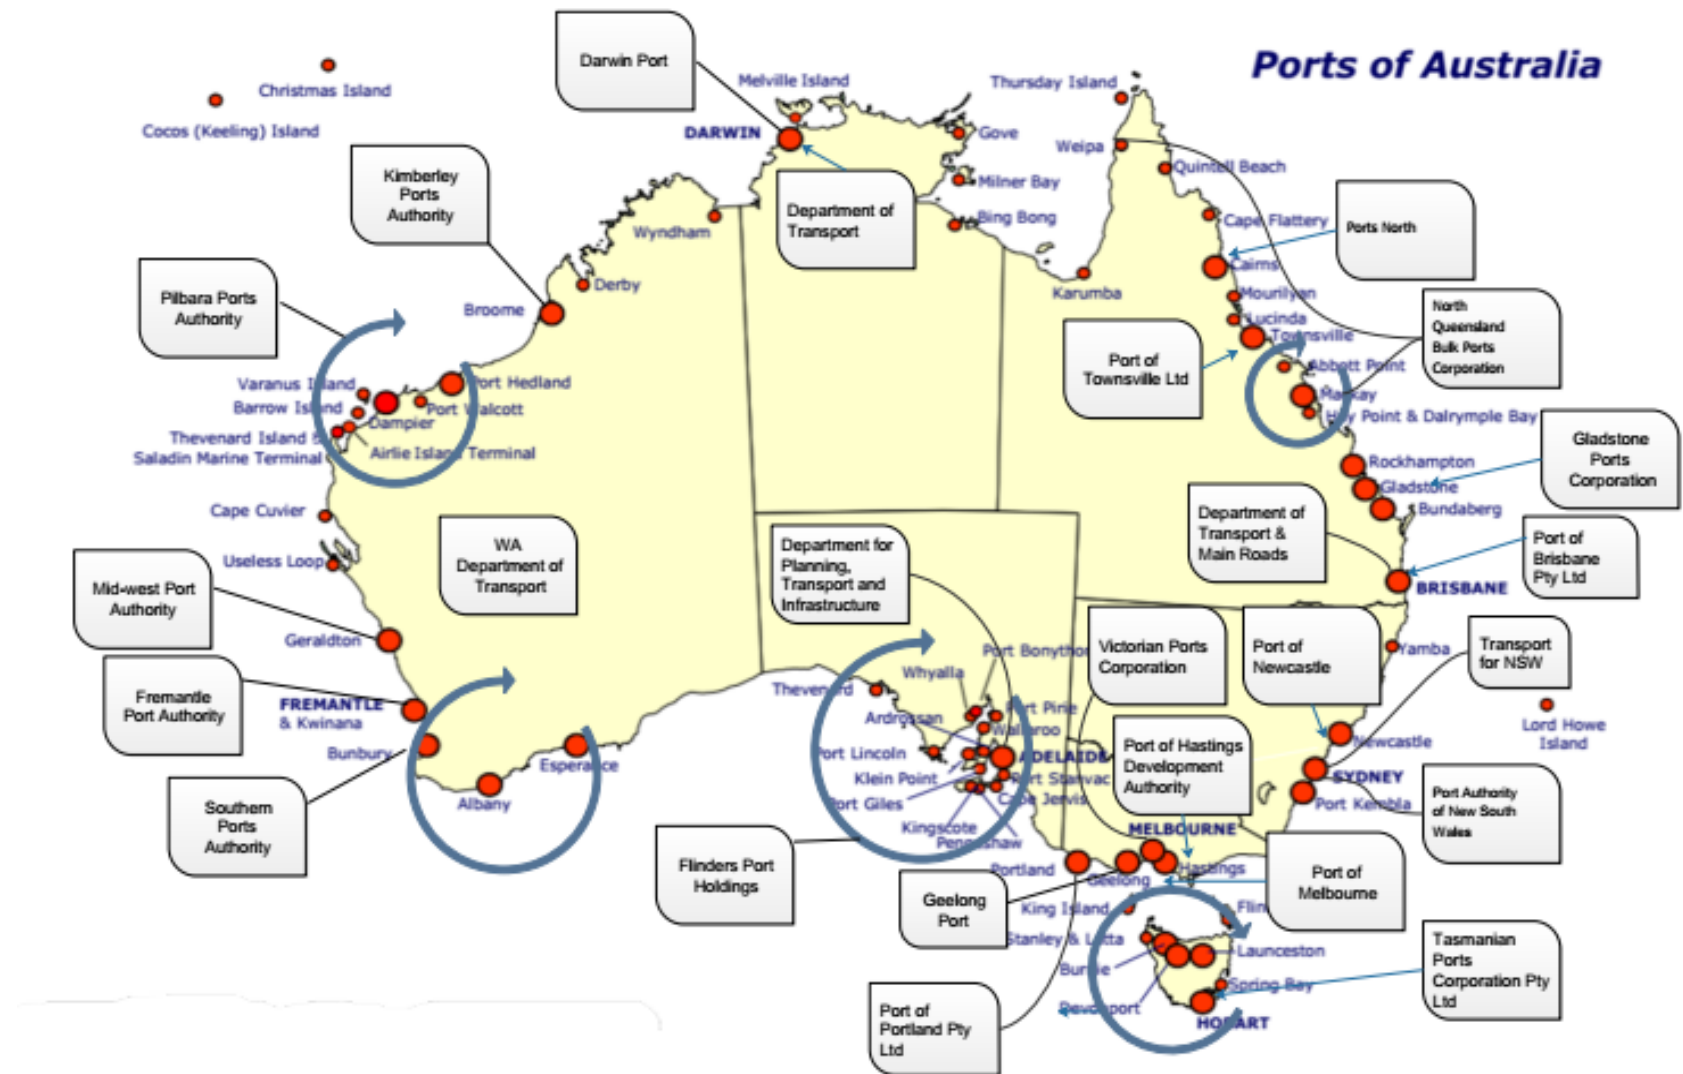 Ports of Australia
Christmas Island
Cocos (Keeling) Island
Darwin Port
Melville Island
DARWIN
Thursday Island
Gove
Weipa
Quintell Beach
Milner Bay
Bing Bong
Cape Flattery
Ports North
Kimberley
Ports
Authority
Wyndham
Department of
Transport
Cairns
Karumba
Mourilyan
Lucinda
Townsville
North
Queensland
Bulk Ports
Corporation
Pilbara Ports
Authority
Derby
Broome
Port of
Townsville Ltd
Abbott Point
Mackay
Hay Point & Dalrymple Bay
Varanus Island
Port Hedland
Barrow Island
Port Walcott
Dampier
Thevenard Island &
Saladin Marine Terminal
Airlie Island Terminal
Rockhampton
Gladstone
Bundaberg
Gladstone
Ports
Corporation
Cape Cuvier
Useless Loop
WA
Department of
Transport
Department for
Planning,
Transport and
Infrastructure
Department of
Transport &
Main Roads
Port of
Brisbane
Pty Ltd
BRISBANE
Mid-west Port
Authority
Geraldton
Fremantle
Port Authority
FREMANTLE
& Kwinana
Bunbury
Esperance
Albany
Southern
Ports
Authority
Port Bonython
Whyalla
Thevenard
Port Pirie
Ardrossan
Wallaroo
Port Lincoln
ADELAIDE
Klein Point
Port Stanvac
Port Giles
Cape Jervis
Kingscote
Penneshaw
Flinders Port
Holdings
Victorian Ports
Corporation
Port of
Newcastle
Transport
for NSW
Yamba
Lord Howe
Island
Port of Hastings
Development
Authority
Newcastle
SYDNEY
Port Kembla
Port Authority
of New South
Wales
MELBOURNE
Portland
Geelong
Hastings
Geelong
Port
Port of
Melbourne
King Island
Flin
Stanley &
Launceston
Burnie
Spring Bay
Devonport
HOBART
Tasmanian
Ports
Corporation Pty
Ltd
Port of
Portland Pty
Ltd